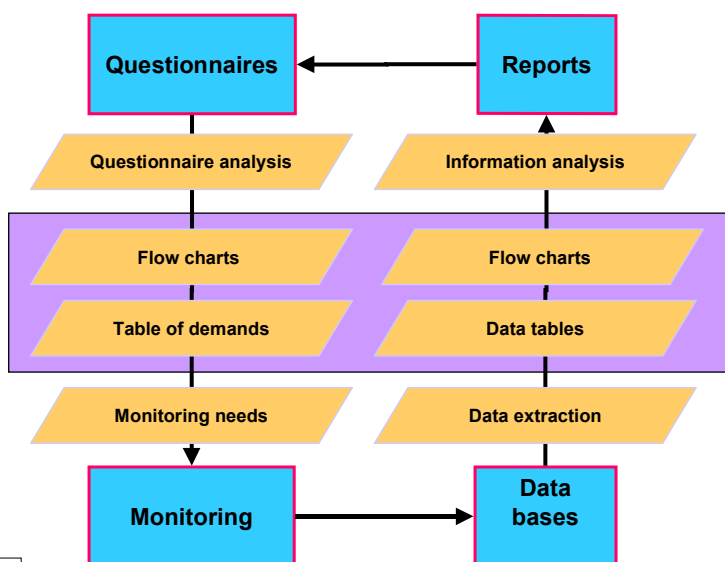 Questionnaires
Reports
Questionnaire analysis
Information analysis
Flow charts
Flow charts
Table of demands
Data tables
Monitoring needs
Data extraction
Monitoring
Data
bases